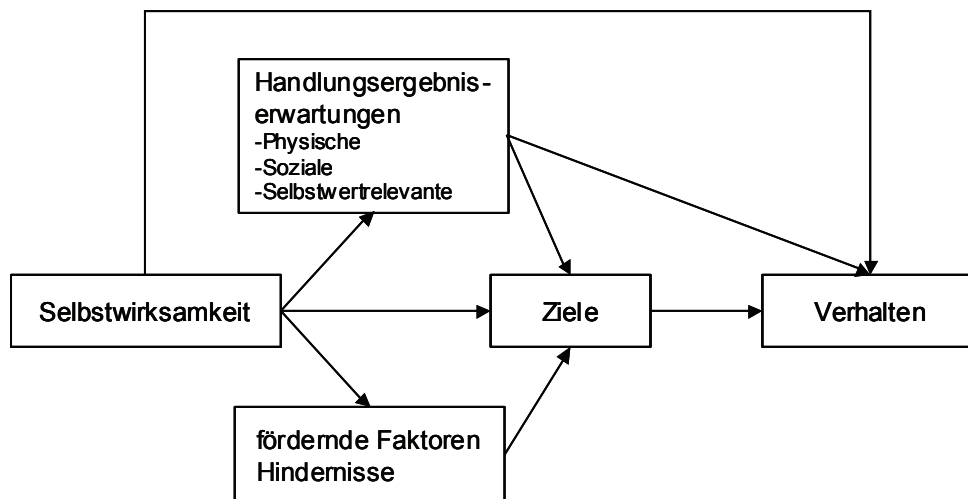 Handlungsergebnis-
erwartungen
-Physische
-Soziale
-Selbstwertrelevante
Selbstwirksamkeit
Ziele
Verhalten
fördernde Faktoren
Hindernisse